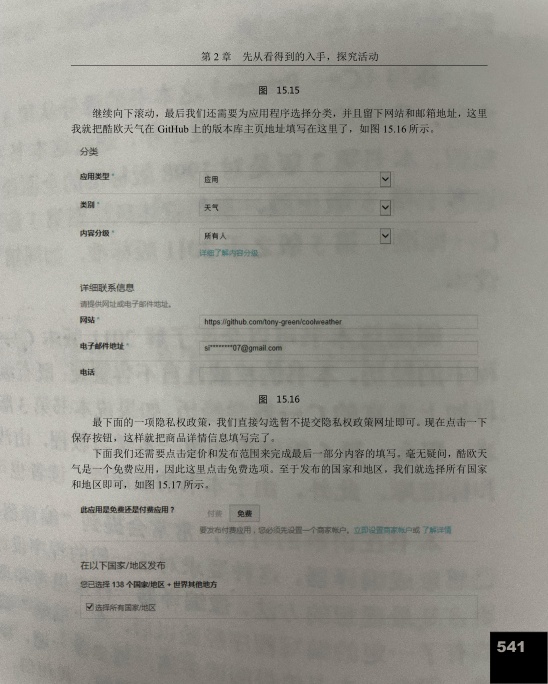 第 2 章 先从看得到的入手，探究活动
图 15.15
继续向下滚动，最后我们还需要为应用程序选择分类，并且留下网站和邮箱地址，这里
我就把酷欧天气在 GitHub 上的版本库主页地址填写在这里了，如图 15.16 所示。
分类
应用类型 * 应用
类别 * 天气
内容分级 * 所有人
详细了解内容分级
详细联系信息
请提供网址或电子邮件地址。
网站 * https://github.com/tony-green/coolweather
电子邮件地址 * si********07@gmail.com
电话
图 15.16
最下面的一项隐私权政策，我们直接勾选暂不提交隐私权政策网址即可。现在点击一下
保存按钮，这样就把商品详情信息填写完了。
下面我们还需要点击定价和发布范围来完成最后一部分内容的填写。毫无疑问，酷欧天
气是一个免费应用，因此这里点击免费选项。至于发布的国家和地区，我们就选择所有国家
和地区即可，如图 15.17 所示。
此应用是免费还是付费应用？ 付费 免费
要发布付费应用，您必须先设置一个商家帐户。立即设置商家帐户或 了解详情
在以下国家/地区发布
您已选择 138 个国家/地区 + 世界其他地方
选择所有国家/地区
541